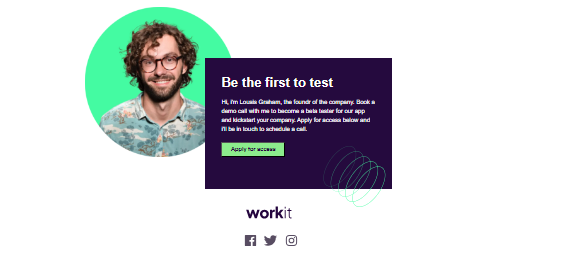 Be the first to test
Hi, I'm Lousie Graham, the foundr of the company. Book a
demo call with me to become a beta tester for our app
and kickstart your company. Apply for access below and
I'll be in touch to schedule a call.
Apply for access
workit